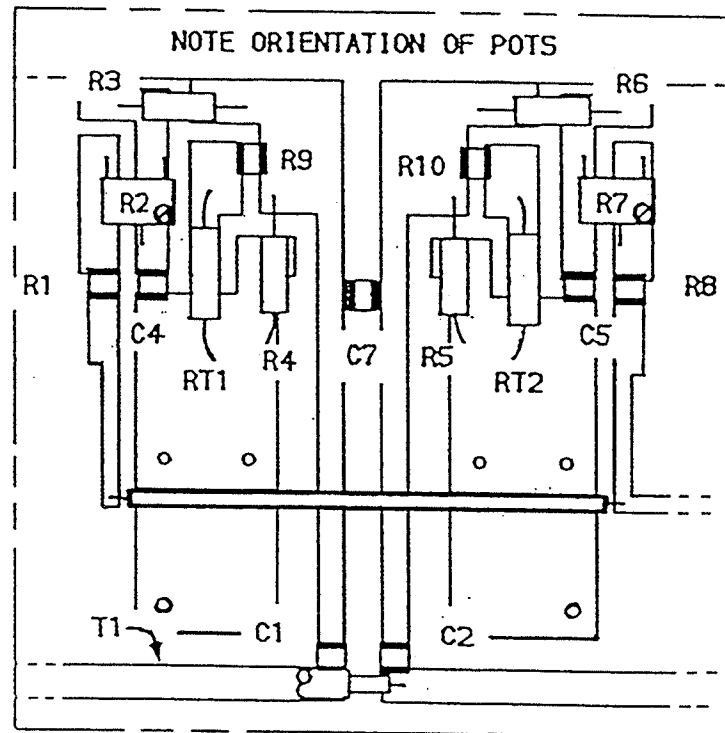 NOTE ORIENTATION OF POTS
R3
R6
R9
R10
R2
R7
R1
R8
C4
C5
R4
C7
R5
RT1
RT2
T1
C1
C2